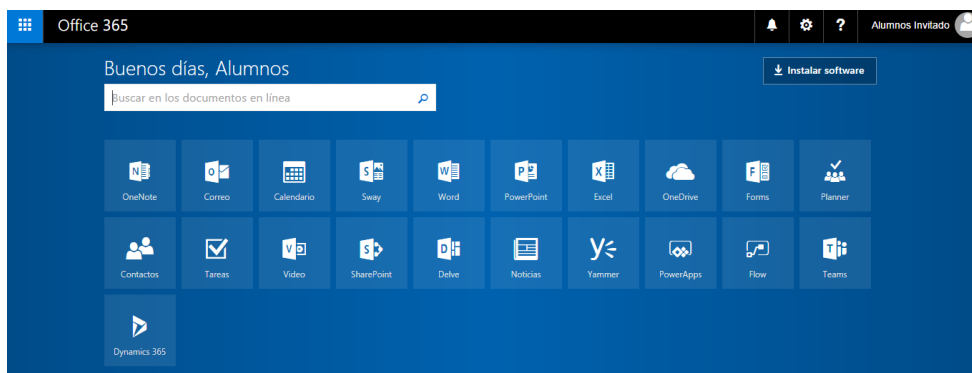 Office 365
? Alumnos Invitado
Buenos días, Alumnos
Instalar software
Buscar en los documentos en línea
OneNote Correo Calendario Sway Word PowerPoint Excel OneDrive Forms Planner
Contactos Tareas Video SharePoint Delve Noticias Yammer PowerApps Flow Teams
Dynamics 365